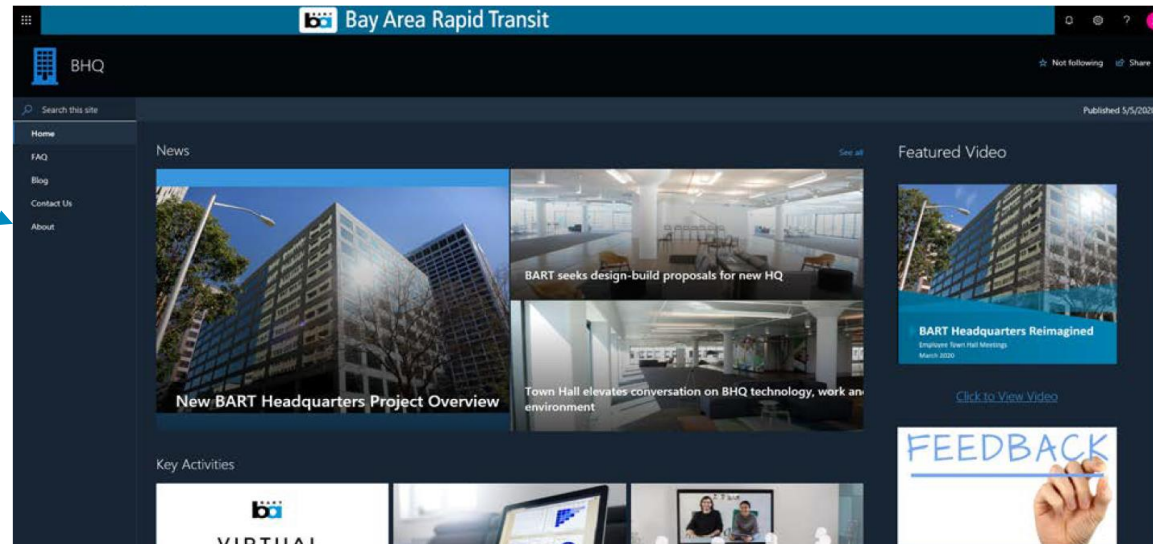 ba Bay Area Rapid Transit
?
BHQ
Not following
Share
Search this site
Published 5/5/2020
Home
FAQ
Blog
Contact Us
About
News
See all
New BART Headquarters Project Overview
BART seeks design-build proposals for new HQ
Town Hall elevates conversation on BHQ technology, work an
environment
Featured Video
BART Headquarters Reimagined
Employee Town Hall Meetings
March 2020
Click to View Video
Key Activities
ba
VIRTUAL
FEEDBACK